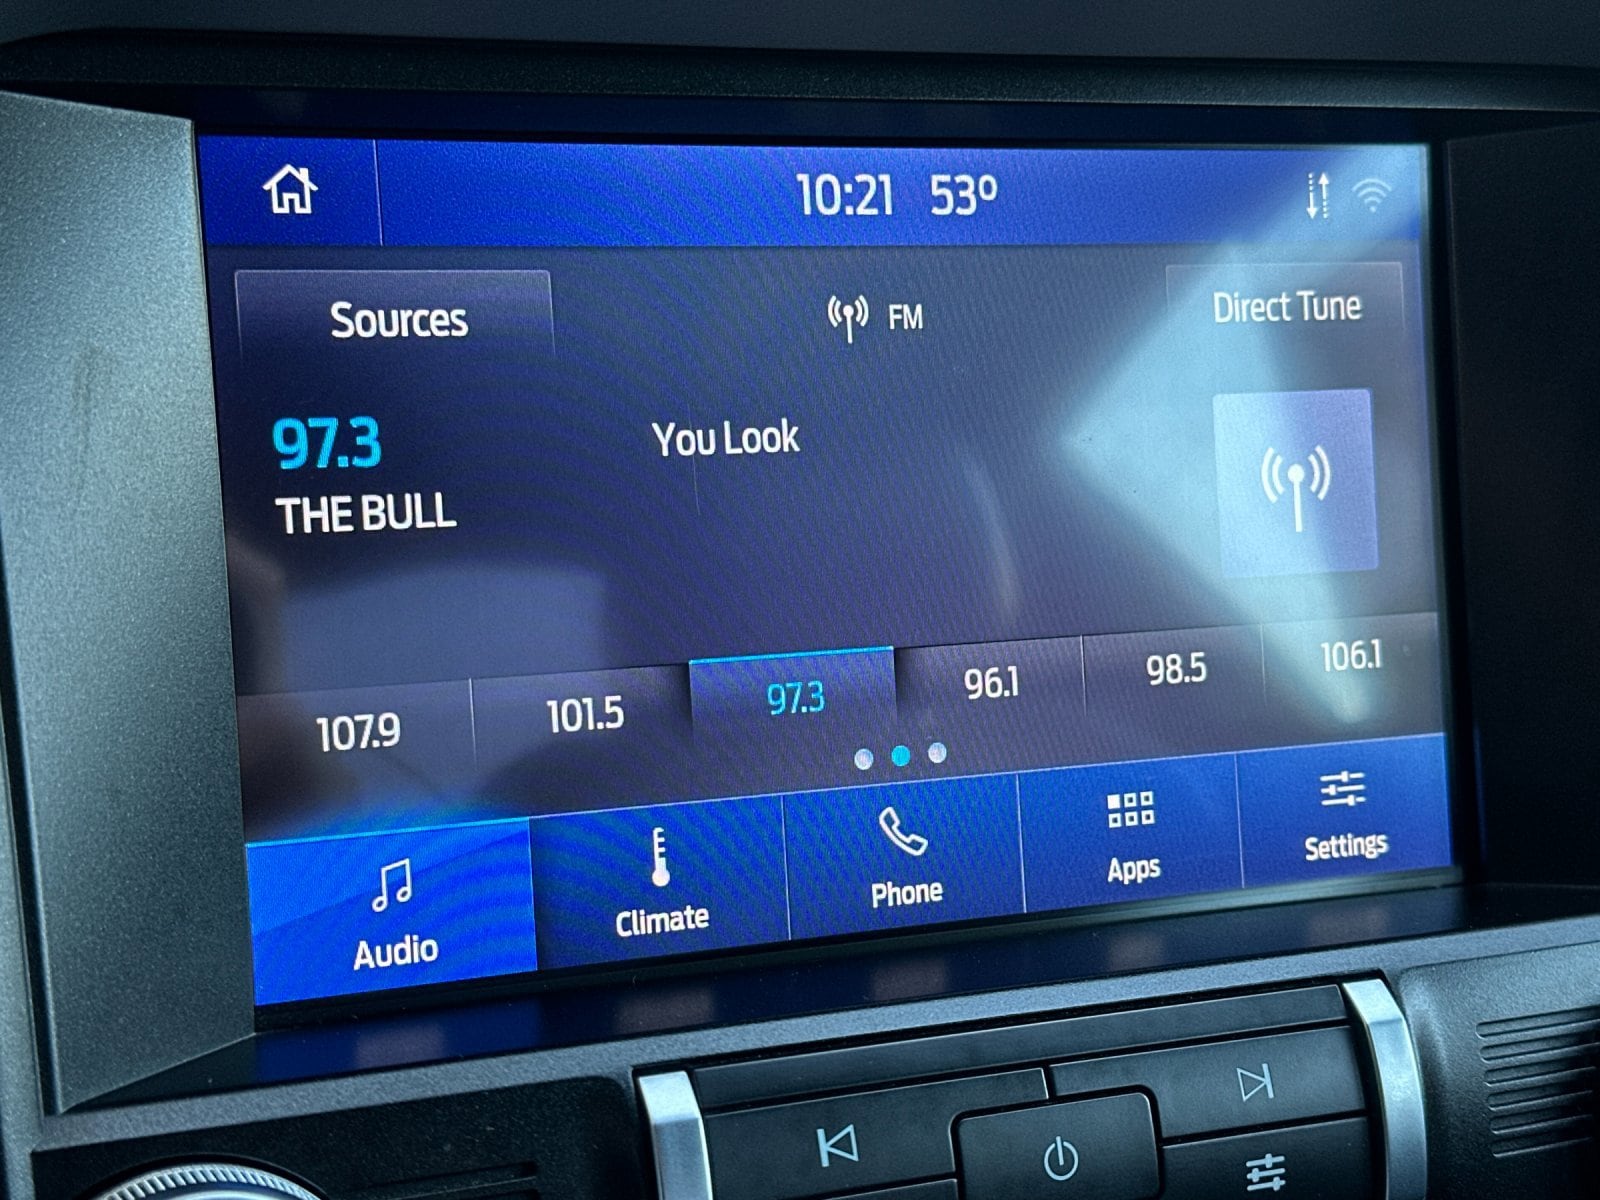 10:21 53º
Sources
FM
Direct Tune
97.3
THE BULL
You Look
107.9
101.5
97.3
96.1
98.5
106.1
Audio
Climate
Phone
Apps
Settings